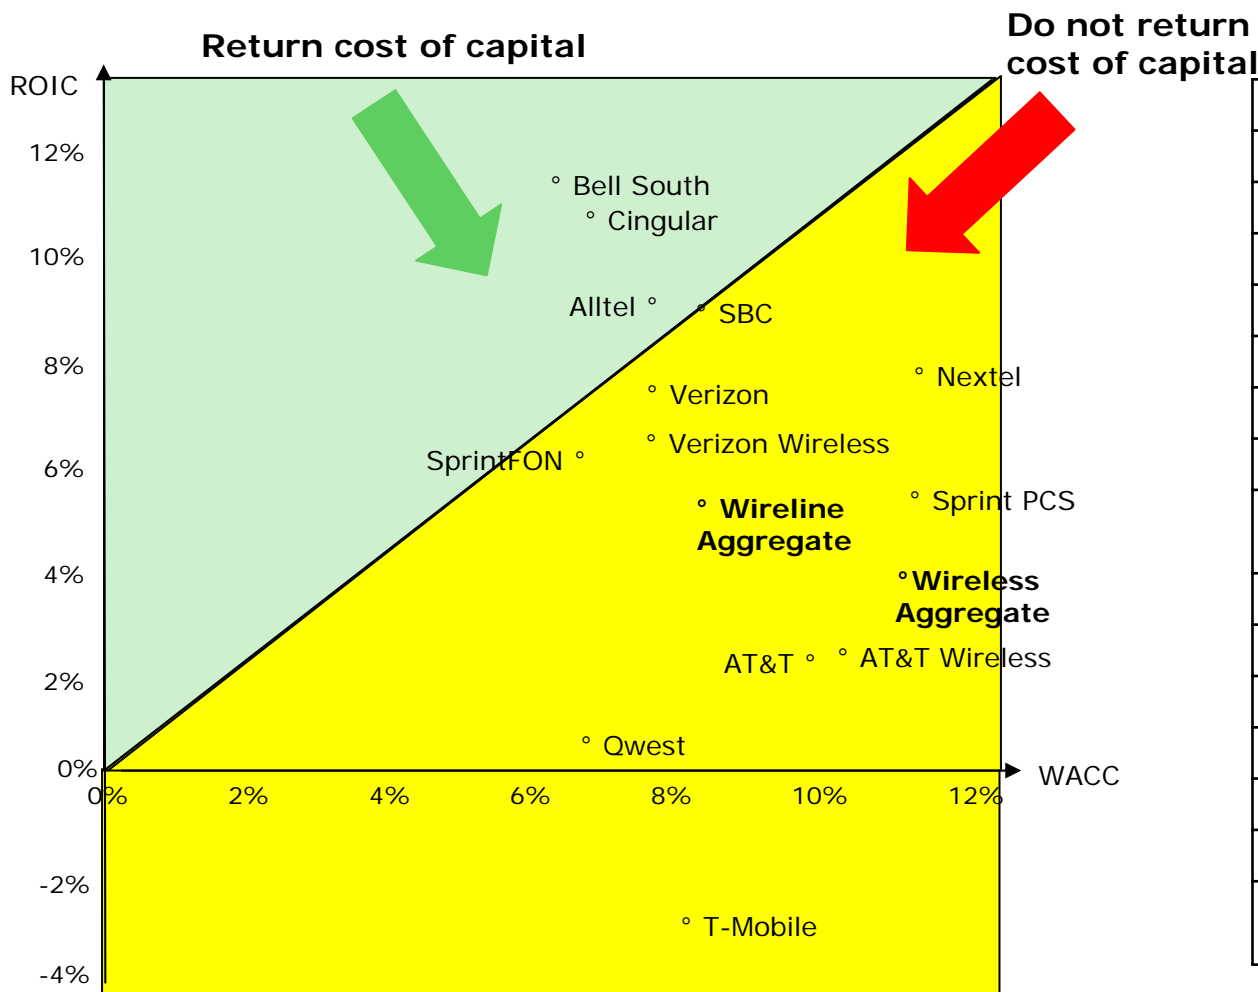 Return cost of capital
Do not return
cost of capital
ROIC
12%
° Bell South
° Cingular
10%
Alltel °
° SBC
8%
° Nextel
° Verizon
° Verizon Wireless
6%
SprintFON °
° Sprint PCS
° Wireline
Aggregate
4%
°Wireless
Aggregate
AT&T °
° AT&T Wireless
2%
° Qwest
0%
WACC
0%
2%
4%
6%
8%
10%
12%
-2%
° T-Mobile
-4%